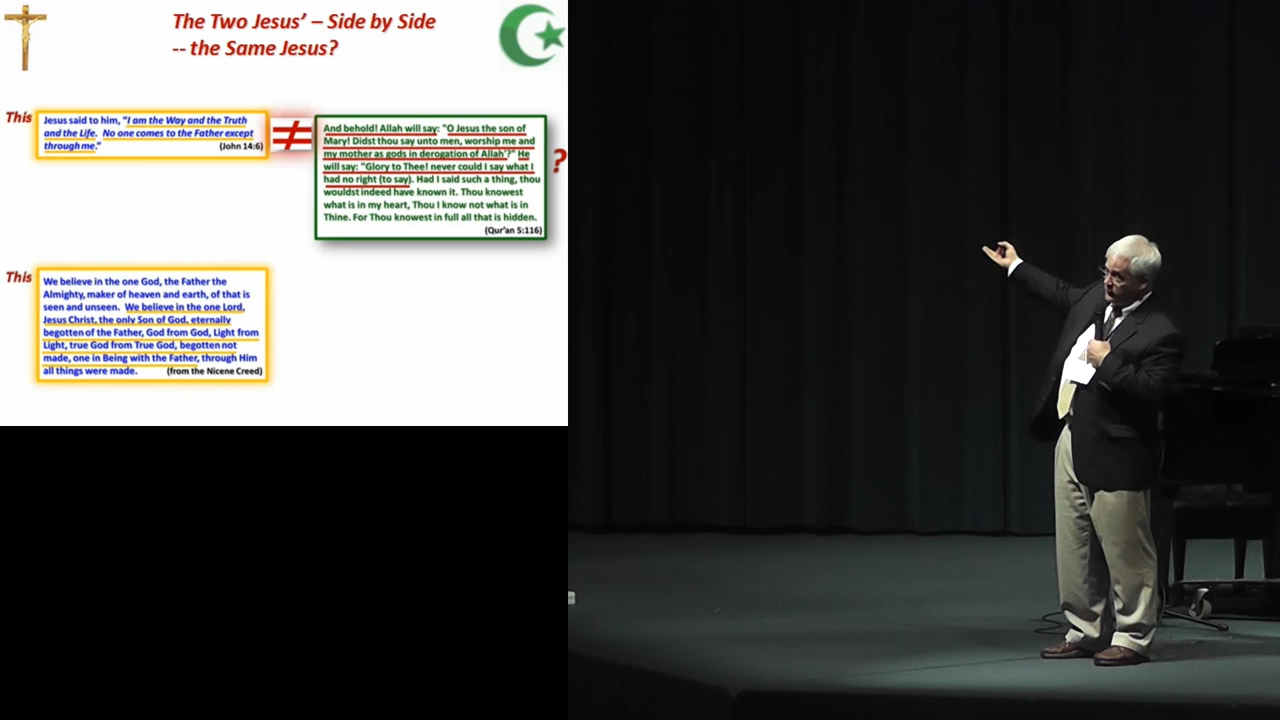 The Two Jesus' – Side by Side
-- the Same Jesus?
This
Jesus said to him, "I am the Way and the Truth
and the Life. No one comes to the Father except
through me."
(John 14:6)
≠
And behold! Allah will say: "O Jesus the son of
Mary! Didst thou say unto men, worship me and
my mother as gods in derogation of Allah'?" He
will say: "Glory to Thee! never could I say what I
had no right (to say). Had I said such a thing, thou
wouldst indeed have known it. Thou knowest
what is in my heart, Thou I know not what is in
Thine. For Thou knowest in full all that is hidden.
(Qur'an 5:116)
?
This
We believe in the one God, the Father the
Almighty, maker of heaven and earth, of that is
seen and unseen. We believe in the one Lord,
Jesus Christ, the only Son of God, eternally
begotten of the Father, God from God, Light from
Light, true God from True God, begotten not
made, one in Being with the Father, through Him
all things were made. (from the Nicene Creed)